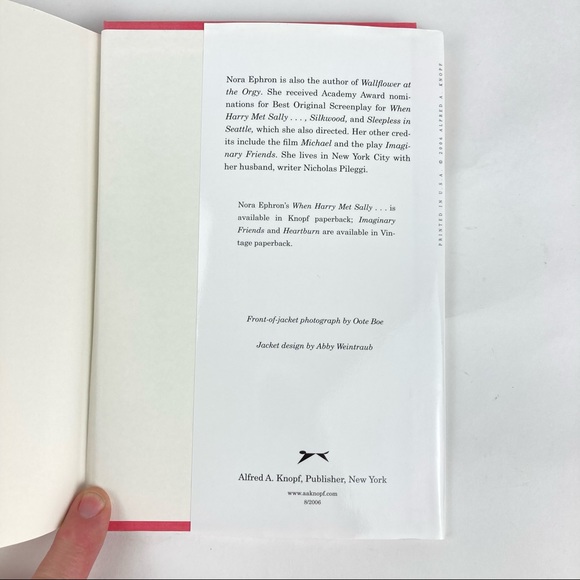 Nora Ephron is also the author of Wallflower at
the Orgy. She received Academy Award nomi-
nations for Best Original Screenplay for When
Harry Met Sally . . . , Silkwood, and Sleepless in
Seattle, which she also directed. Her other cred-
its include the film Michael and the play Imagi-
nary Friends. She lives in New York City with
her husband, writer Nicholas Pileggi.
Nora Ephron's When Harry Met Sally . . . is
available in Knopf paperback; Imaginary
Friends and Heartburn are available in Vin-
tage paperback.
Front-of-jacket photograph by Oote Boe
Jacket design by Abby Weintraub
Alfred A. Knopf, Publisher, New York
www.aaknopf.com
8/2006
PRINTED IN U.S.A. © 2006 ALFRED A. KNOPF